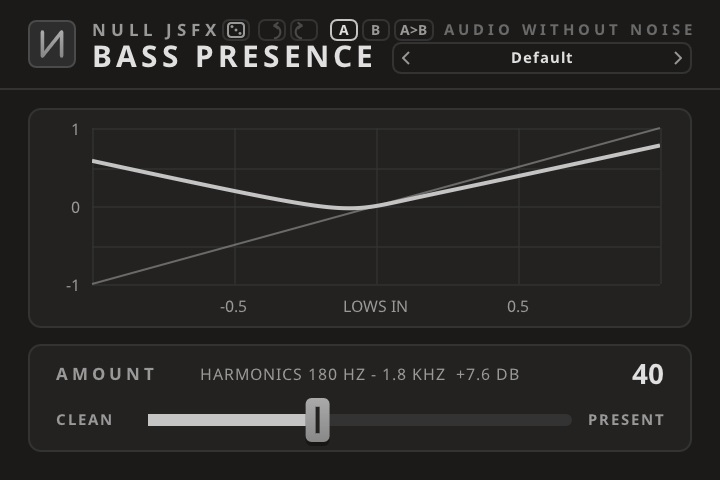 NULL JSFX A B A>B AUDIO WITHOUT NOISE
BASS PRESENCE
Default
1
0
-1
-0.5 LOWS IN 0.5
AMOUNT HARMONICS 180 HZ - 1.8 KHZ +7.6 DB 40
CLEAN PRESENT